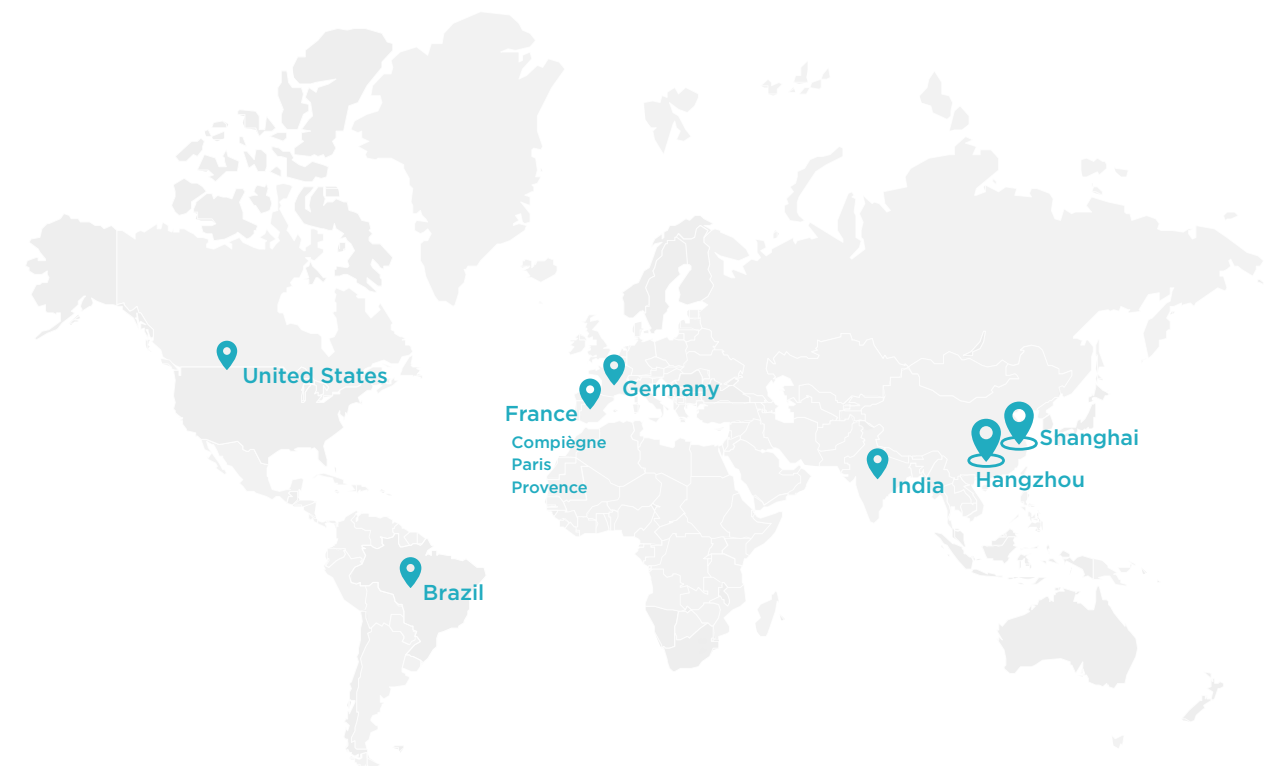 United States
Germany
France
Compiègne
Paris
Provence
Shanghai
Hangzhou
India
Brazil